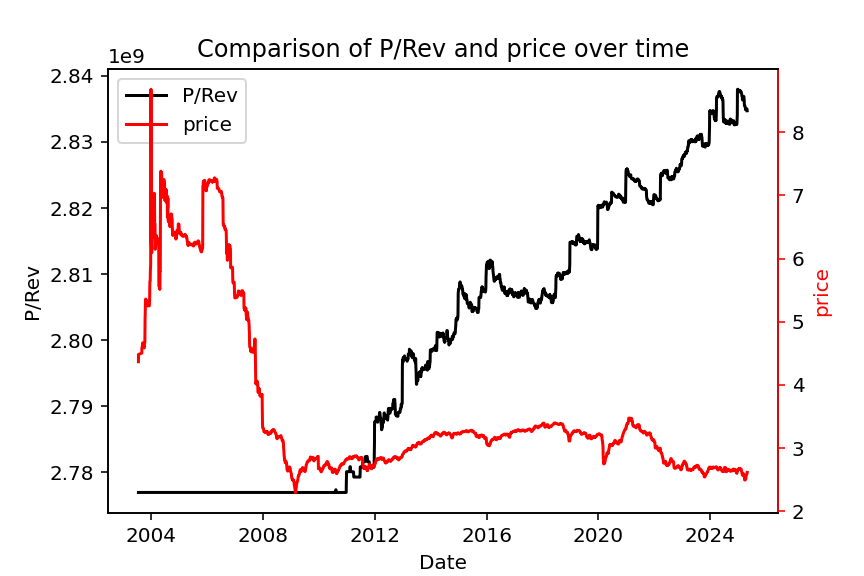 Comparison of P/Rev and price over time
1e9
P/Rev
price
2.84
2.83
2.82
2.81
2.80
2.79
2.78
P/Rev
8
7
6
5
4
3
2
price
2004 2008 2012 2016 2020 2024
Date